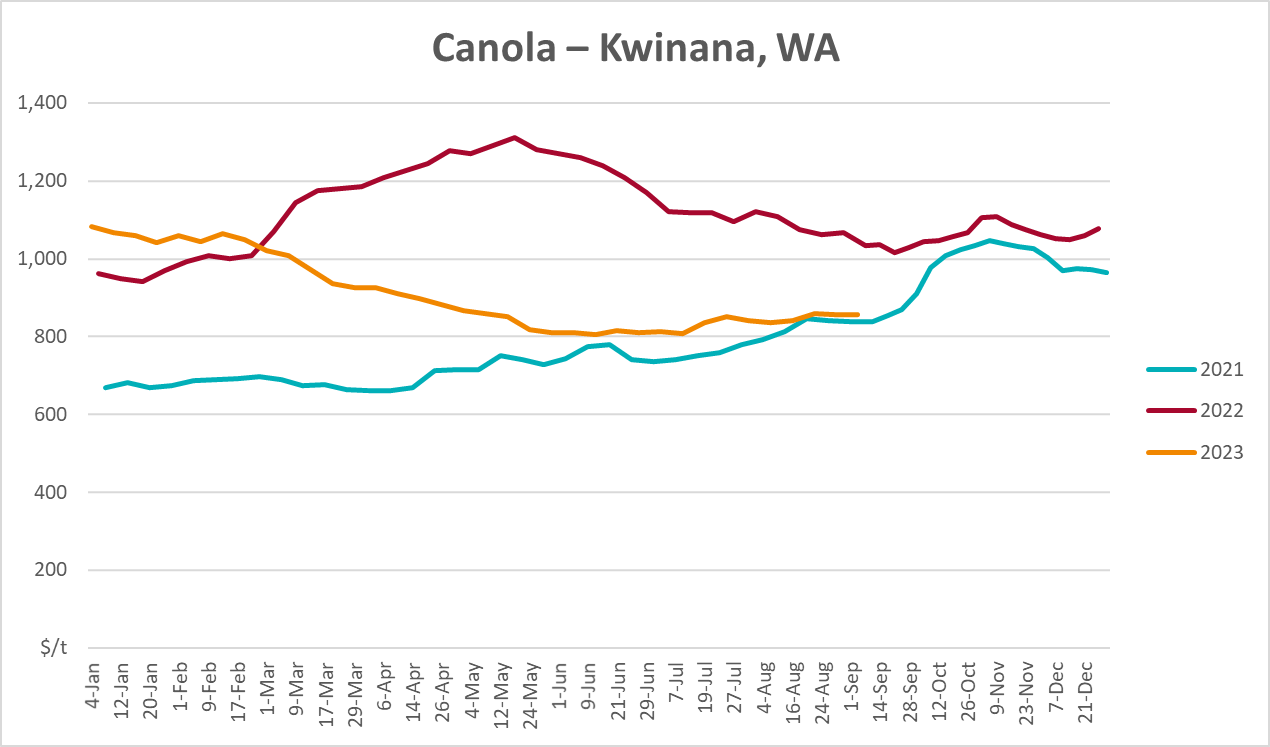 Canola – Kwinana, WA
1,400
1,200
1,000
800
600
400
200
$/t
4-Jan
12-Jan
20-Jan
1-Feb
9-Feb
17-Feb
1-Mar
9-Mar
17-Mar
29-Mar
6-Apr
14-Apr
26-Apr
4-May
12-May
24-May
1-Jun
9-Jun
21-Jun
29-Jun
7-Jul
19-Jul
27-Jul
4-Aug
16-Aug
24-Aug
1-Sep
14-Sep
28-Sep
12-Oct
26-Oct
9-Nov
23-Nov
7-Dec
21-Dec
2021
2022
2023